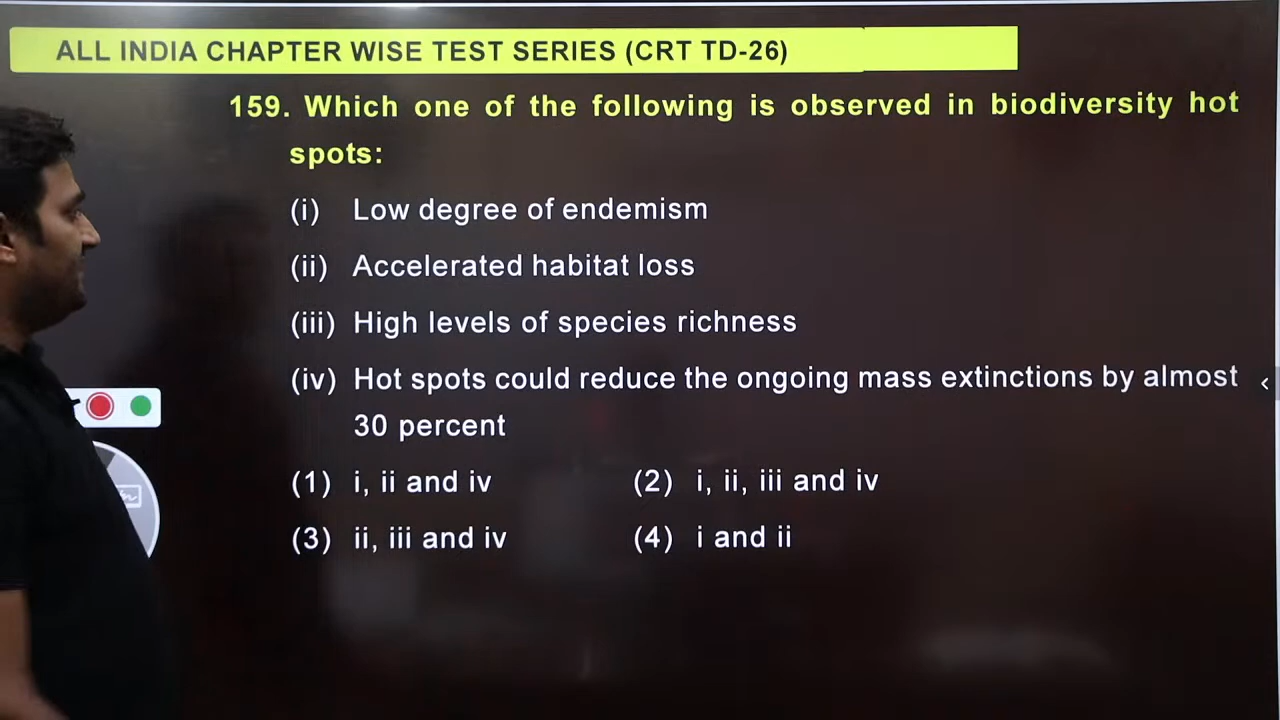 ALL INDIA CHAPTER WISE TEST SERIES (CRT TD-26)
159. Which one of the following is observed in biodiversity hot
spots:
(i) Low degree of endemism
(ii) Accelerated habitat loss
(iii) High levels of species richness
(iv) Hot spots could reduce the ongoing mass extinctions by almost
30 percent
(1) i, ii and iv (2) i, ii, iii and iv
(3) ii, iii and iv (4) i and ii